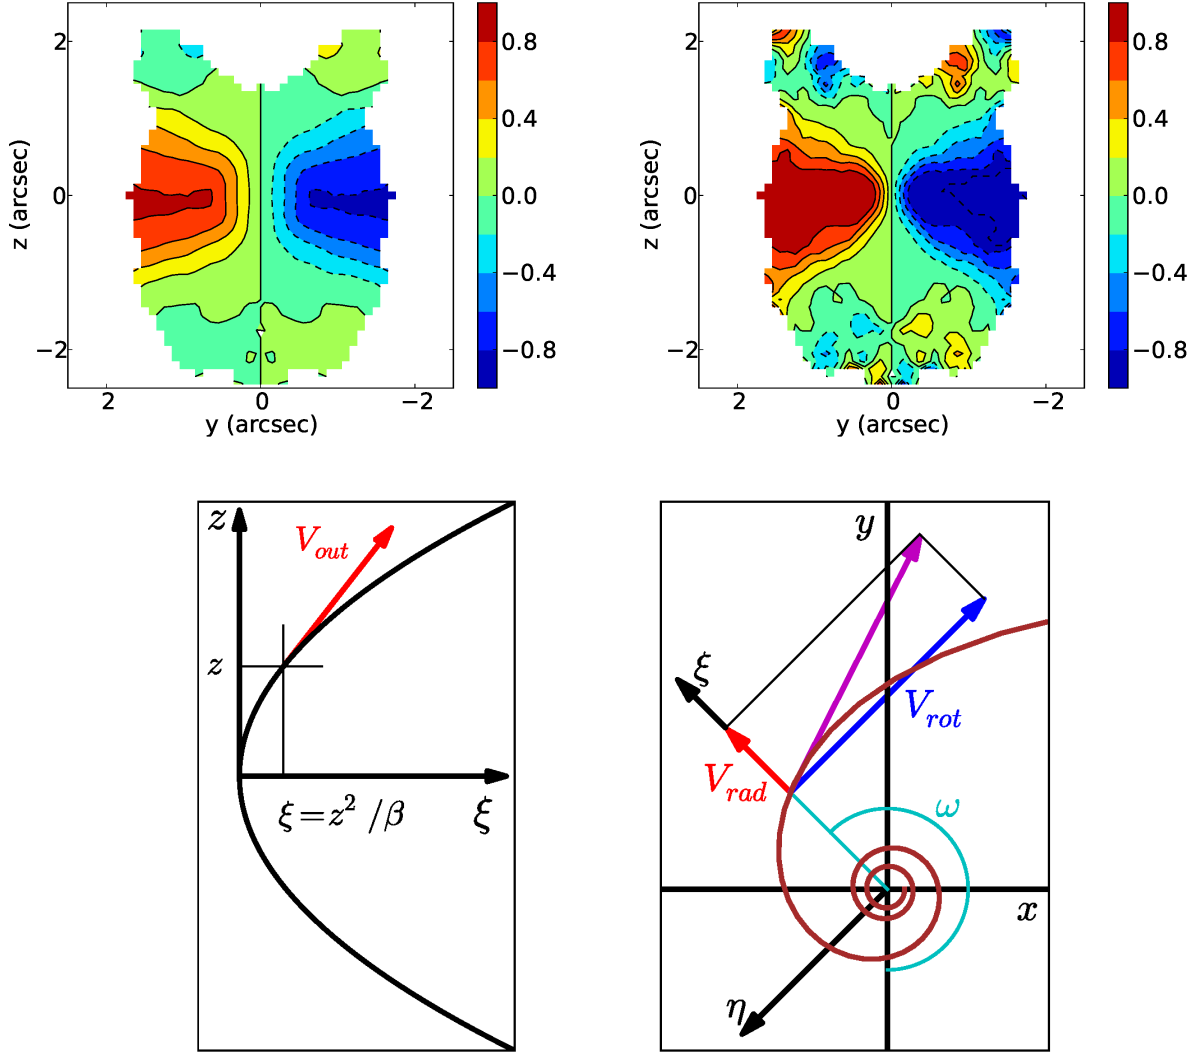 2
0
−2
z (arcsec)
2
0
−2
y (arcsec)
0.8
0.4
0.0
−0.4
−0.8
2
0
−2
z (arcsec)
2
0
−2
y (arcsec)
0.8
0.4
0.0
−0.4
−0.8
z
V_out
z
ξ=z² /β
ξ
y
ξ
V_rot
V_rad
ω
x
η